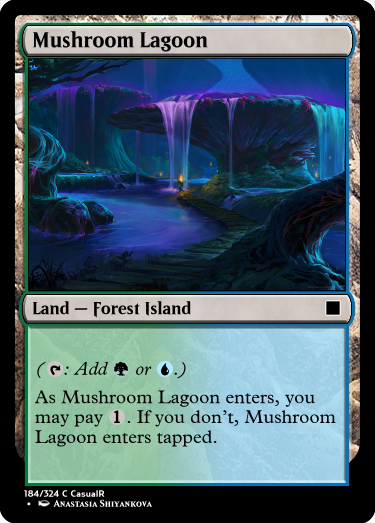 Mushroom Lagoon
Land — Forest Island
(: Add or .)
As Mushroom Lagoon enters, you
may pay 1. If you don't, Mushroom
Lagoon enters tapped.
184/324 C CasualR
• Anastasia Shiyankova